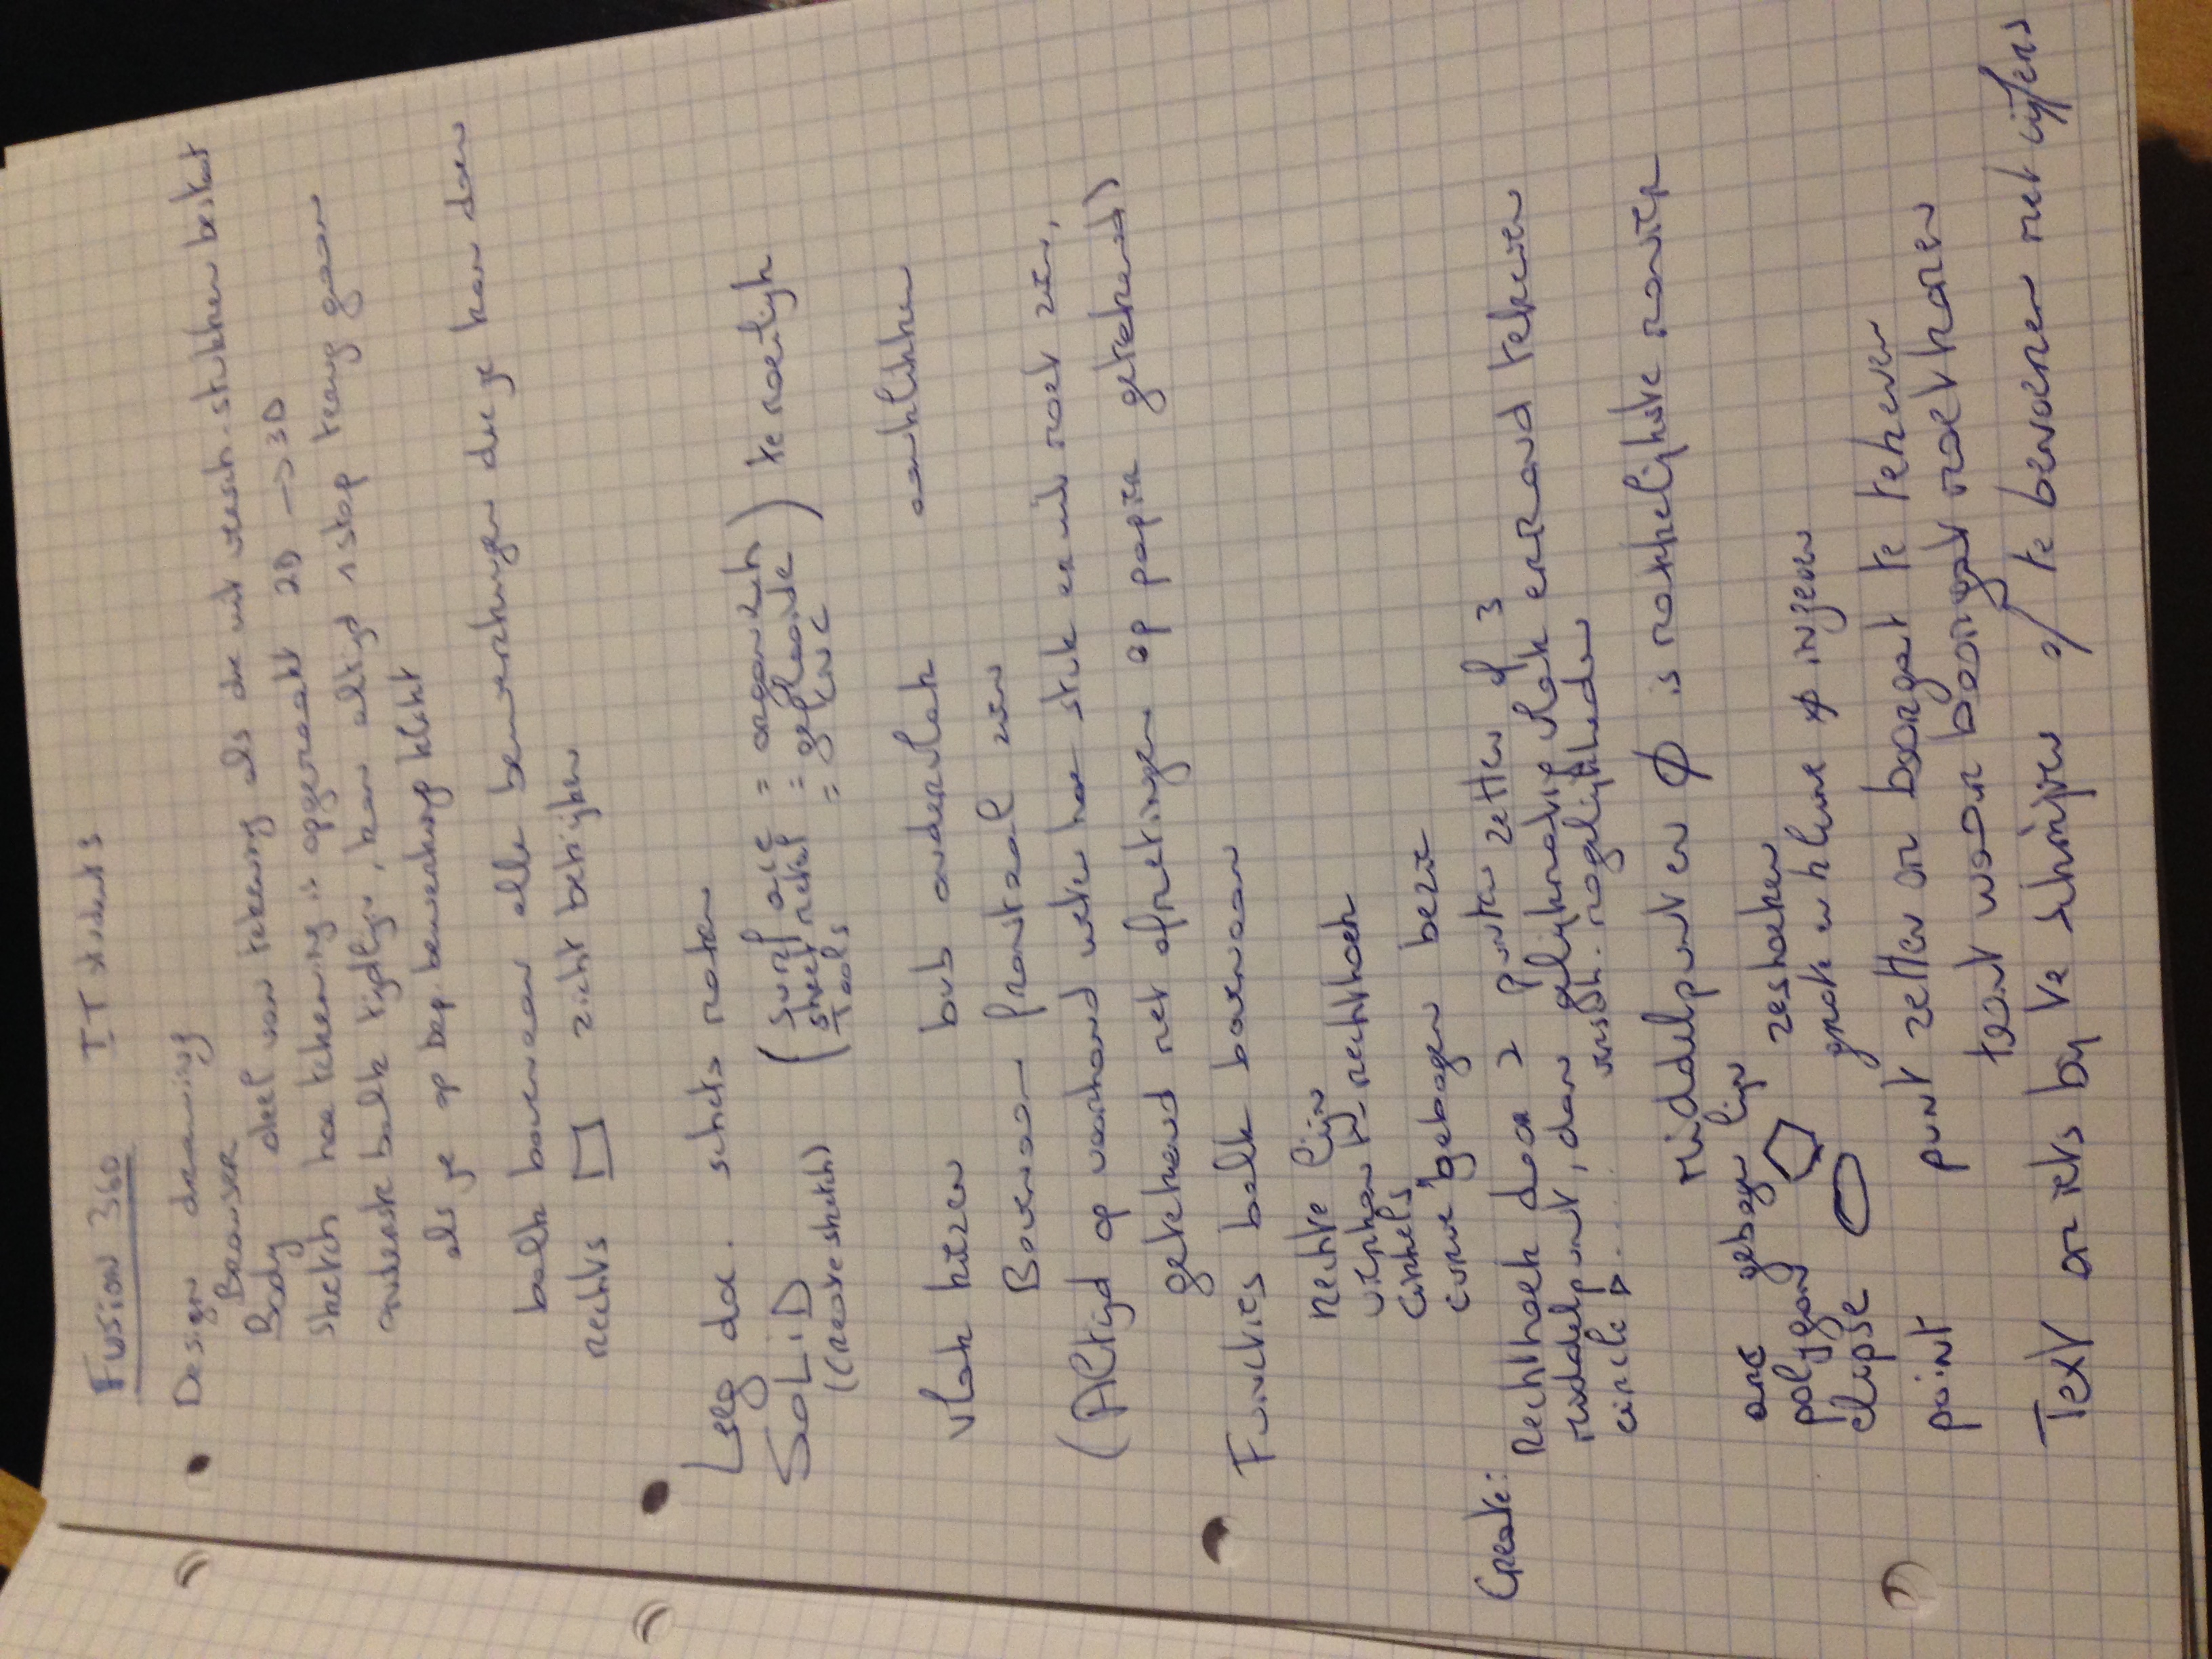 Fusion 360 IT students
Design drawing
Browser
Body deel van tekening als die uit versch. stukken bestaat
Sketch hoe tekening is opgemaakt 2D → 3D
onderste balk tijdlijn, kan altijd 1 stap terug gaan
als je op bep. bewerking klikt
balk bovenaan alle bewerkingen die je kan doen
rechts zicht bekijken
Leeg doc. schets maken
SOLiD (surface = organisch) te moeilijk
(create sketch) sheet metal = geplooide
Tools = CNC
vlak kiezen bvb ondervlak aanklikken
Bovenaan frontaal zien
(Altijd op voorhand weten hoe stuk eruit moet zien,
getekend met afmetingen op papier getekend)
Functies balk bovenaan
rechte lijn
vierkant - rechthoek
cirkels
curve gebogen bezie
Create:
Rechthoek door 2 punten zetten of 3
middelpunt, dan gelijkmatig vlak errond tekenen
circle ▷ ..... versch. mogelijkheden
middelpunt en ∅ is makkelijkste manier
arc gebogen lijn
polygon zeshoeken
elipse grote en kleine ∅ ingeven
point punt zetten om boorgat te tekenen
toont waar boorgat moet komen
Text om iets bij te schrijven of te benoemen met cijfers